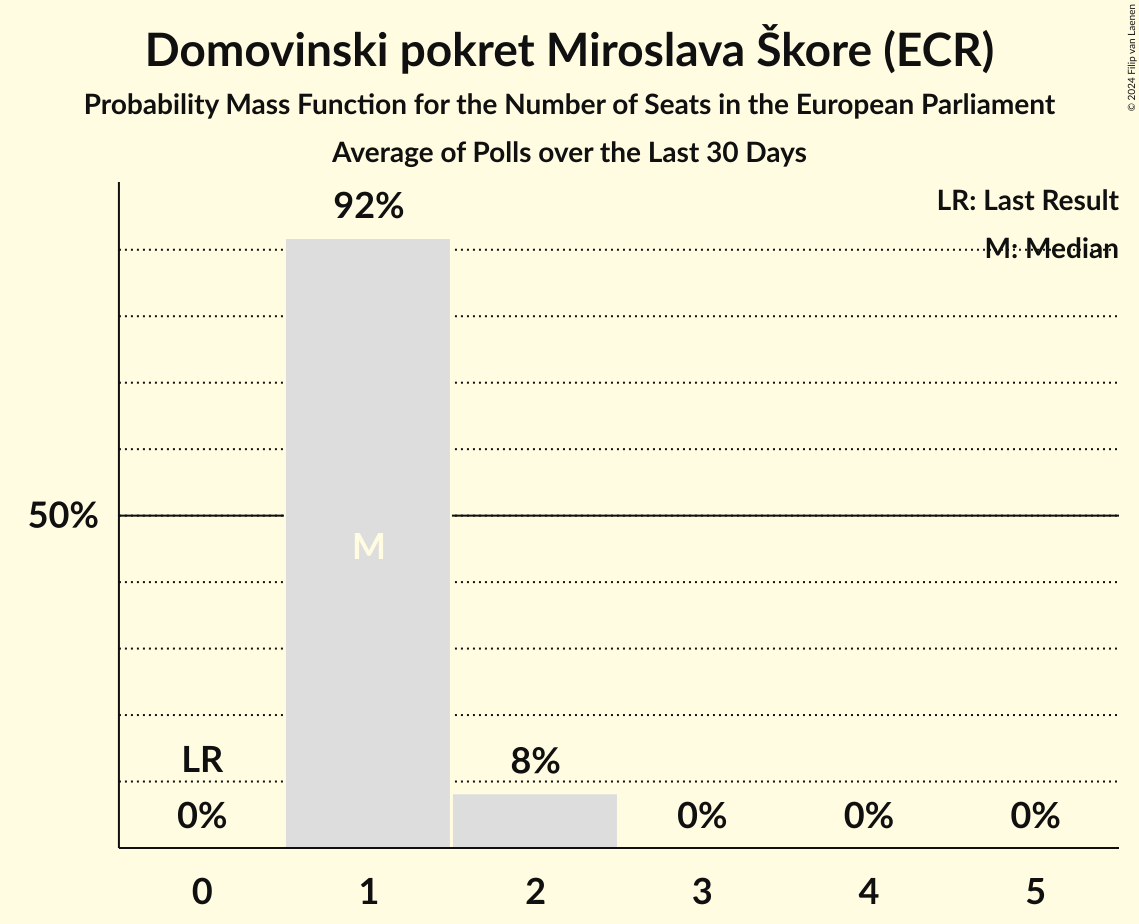 Domovinski pokret Miroslava Škore (ECR)
Probability Mass Function for the Number of Seats in the European Parliament
Average of Polls over the Last 30 Days
© 2024 Filip van Laenen
LR: Last Result
M: Median
92%
50%
M
LR
8%
0%
0%
0%
0%
0 1 2 3 4 5